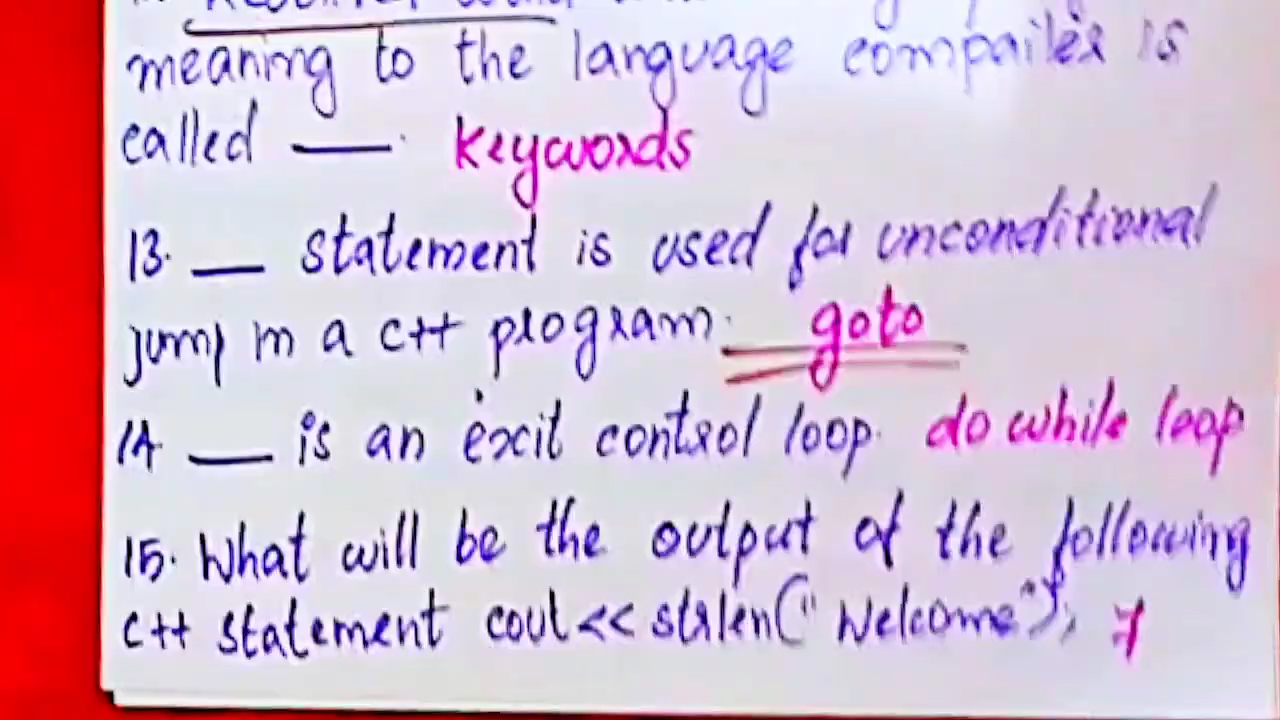 meaning to the language compailer is
called ___. keywords
13. ___ statement is used for unconditional
jump in a c++ program. goto
14 ___ is an exit control loop. do while loop
15. What will be the output of the following
c++ statement cout<< strlen("Welcome"); 7